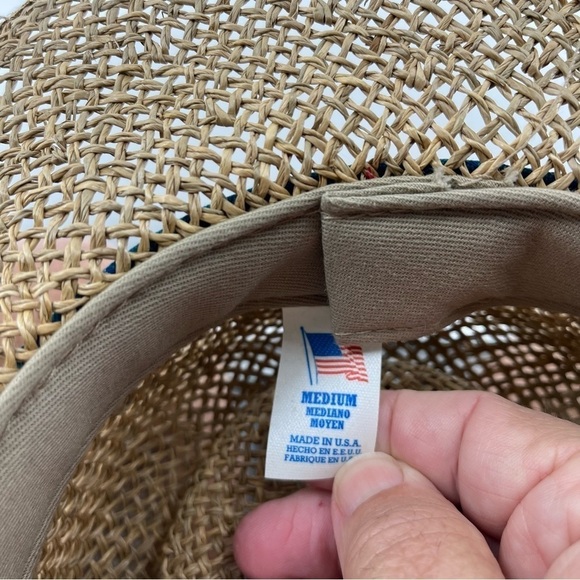 MEDIUM
MEDIANO
MOYEN
MADE IN U.S.A.
HECHO EN E.E.U.U.
FABRIQUE EN